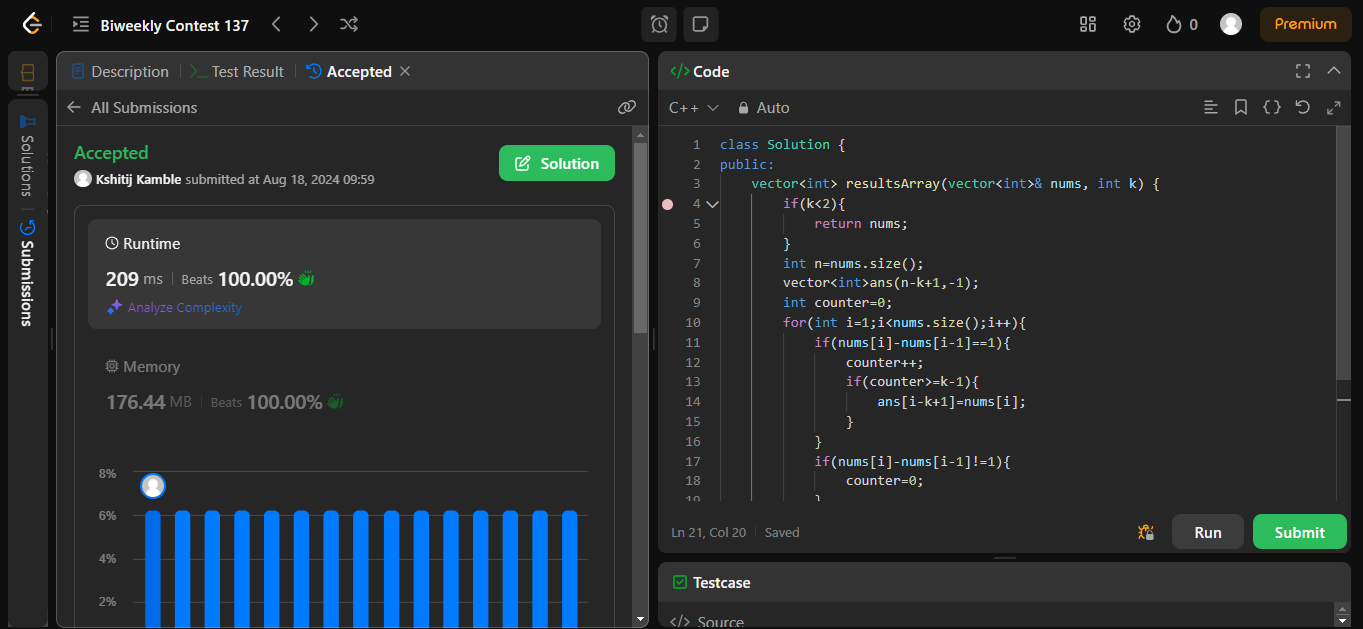 Biweekly Contest 137
0
Premium
Description
Test Result
Accepted
All Submissions
Solutions
Submissions
Accepted
Kshitij Kamble submitted at Aug 18, 2024 09:59
Solution
Runtime
209 ms
Beats 100.00%
Analyze Complexity
Memory
176.44 MB
Beats 100.00%
8%
6%
4%
2%
</> Code
C++
Auto
1 class Solution {
2 public:
3 vector<int> resultsArray(vector<int>& nums, int k) {
4 if(k<2){
5 return nums;
6 }
7 int n=nums.size();
8 vector<int>ans(n-k+1,-1);
9 int counter=0;
10 for(int i=1;i<nums.size();i++){
11 if(nums[i]-nums[i-1]==1){
12 counter++;
13 if(counter>=k-1){
14 ans[i-k+1]=nums[i];
15 }
16 }
17 if(nums[i]-nums[i-1]!=1){
18 counter=0;
19 }
Ln 21, Col 20
Saved
Run
Submit
Testcase
</> Source